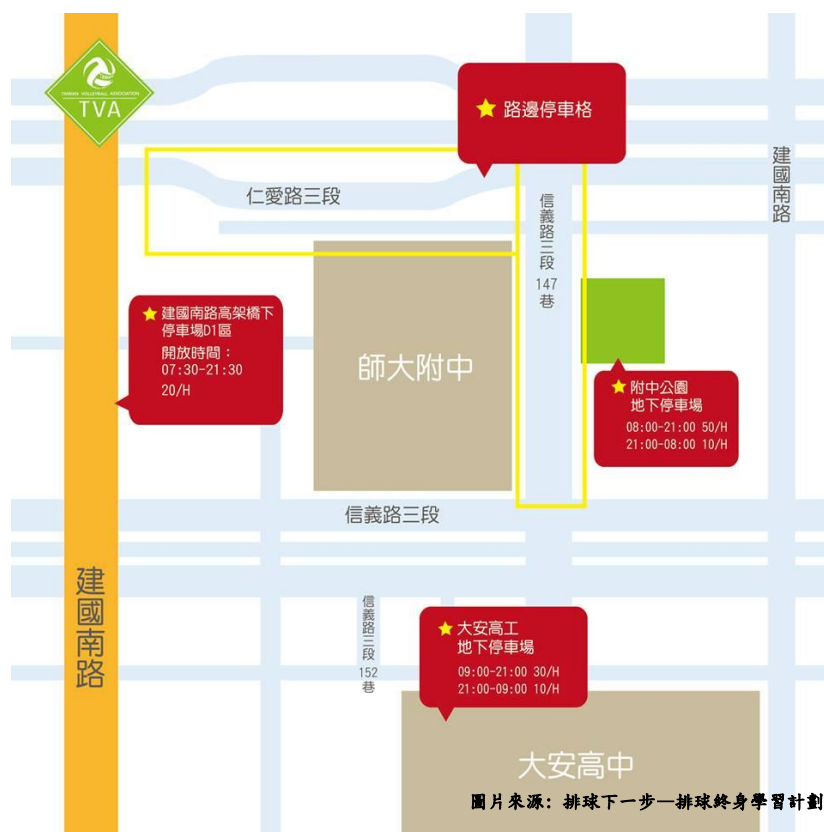 TAIWAN VOLLEYBALL ASSOCIATION
TVA
路邊停車格
建國南路
仁愛路三段
信義路三段
147
巷
建國南路高架橋下
停車場D1區
開放時間：
07:30-21:30
20/H
師大附中
附中公園
地下停車場
08:00-21:00 50/H
21:00-08:00 10/H
信義路三段
建國南路
信義路三段
152
巷
大安高工
地下停車場
09:00-21:00 30/H
21:00-09:00 10/H
大安高中
圖片來源：排球下一步—排球終身學習計劃